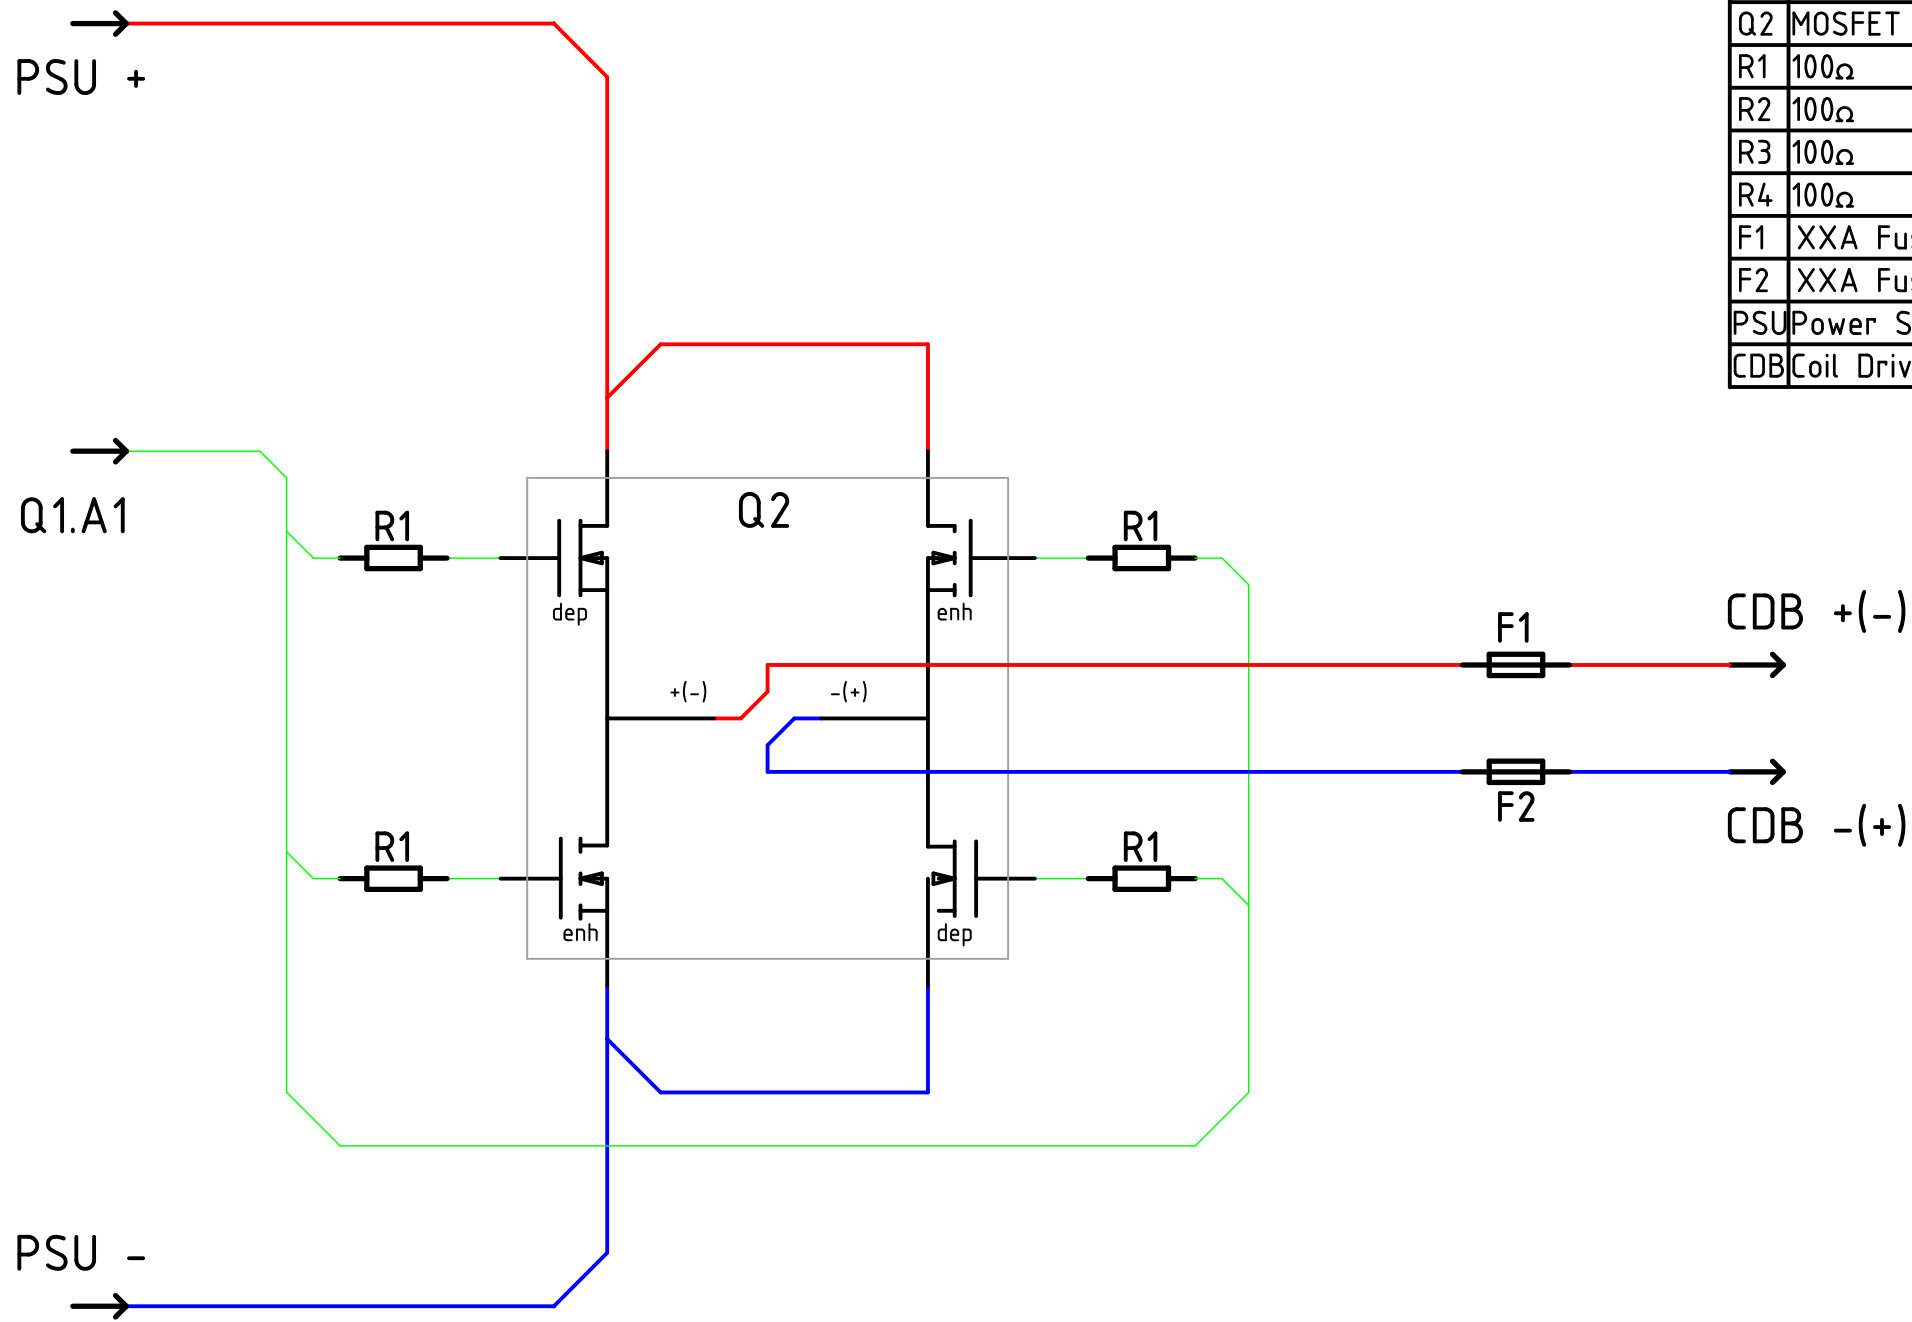 PSU +
Q2 MOSFET
R1 100Ω
R2 100Ω
R3 100Ω
R4 100Ω
F1 XXA
F2 XXA
PSU Power
CDB Coil
Q1.A1
R1
Q2
R1
dep
enh
F1
CDB +(-)
+(-)
-(+)
F2
CDB -(+)
R1
R1
enh
dep
PSU -